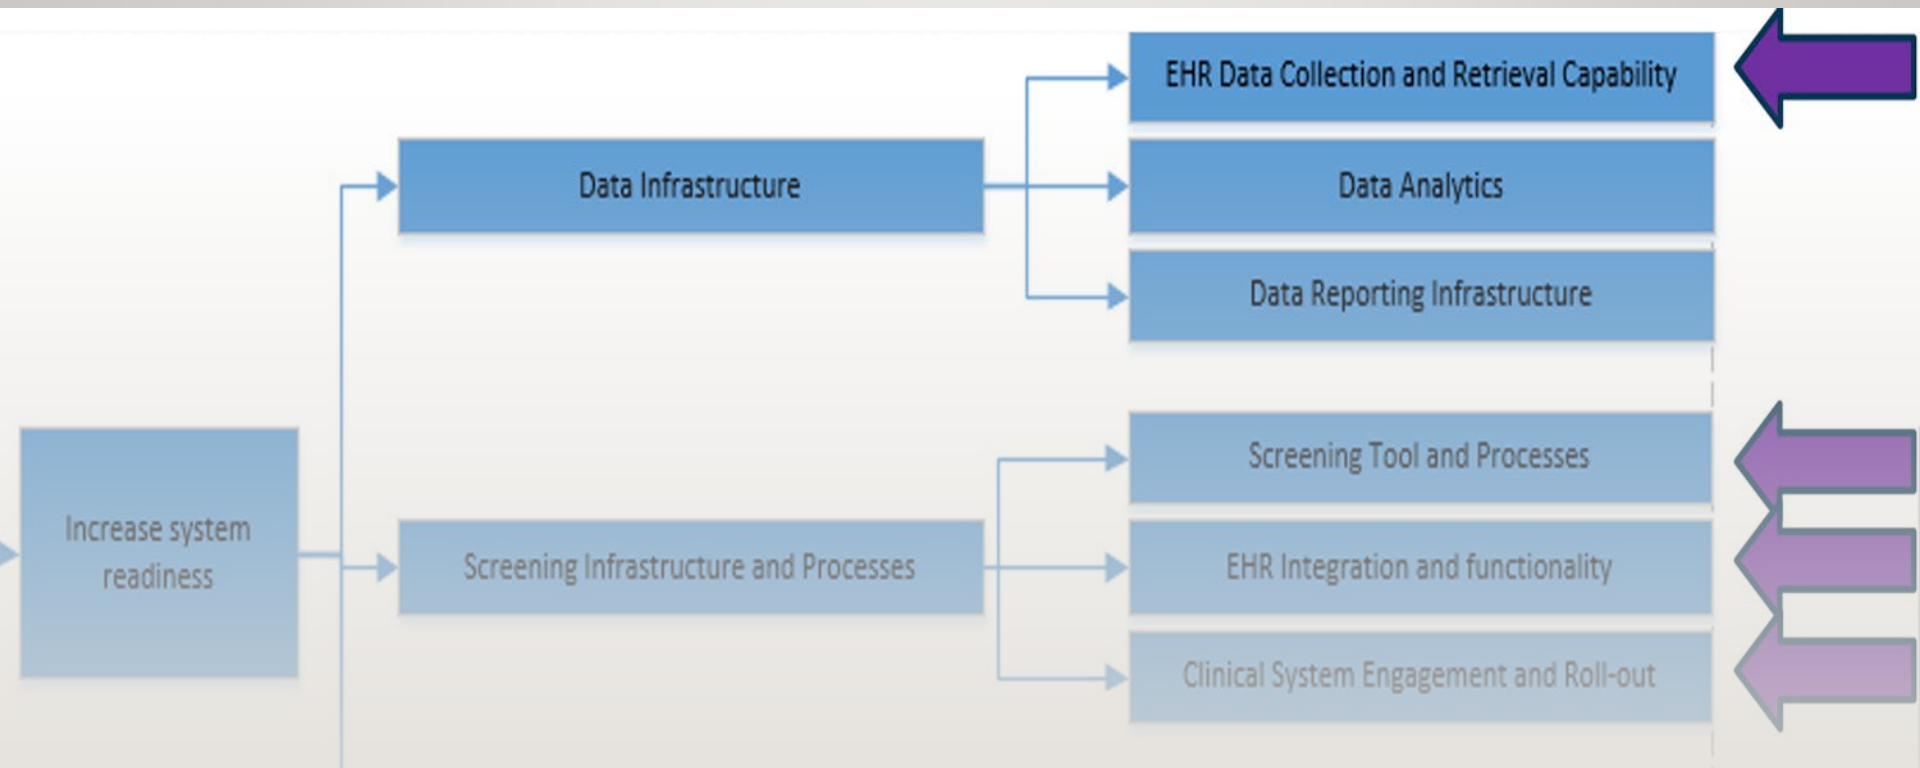 EHR Data Collection and Retrieval Capability
Data Infrastructure
Data Analytics
Data Reporting Infrastructure
Increase system
readiness
Screening Infrastructure and Processes
Screening Tool and Processes
EHR Integration and functionality
Clinical System Engagement and Roll-out